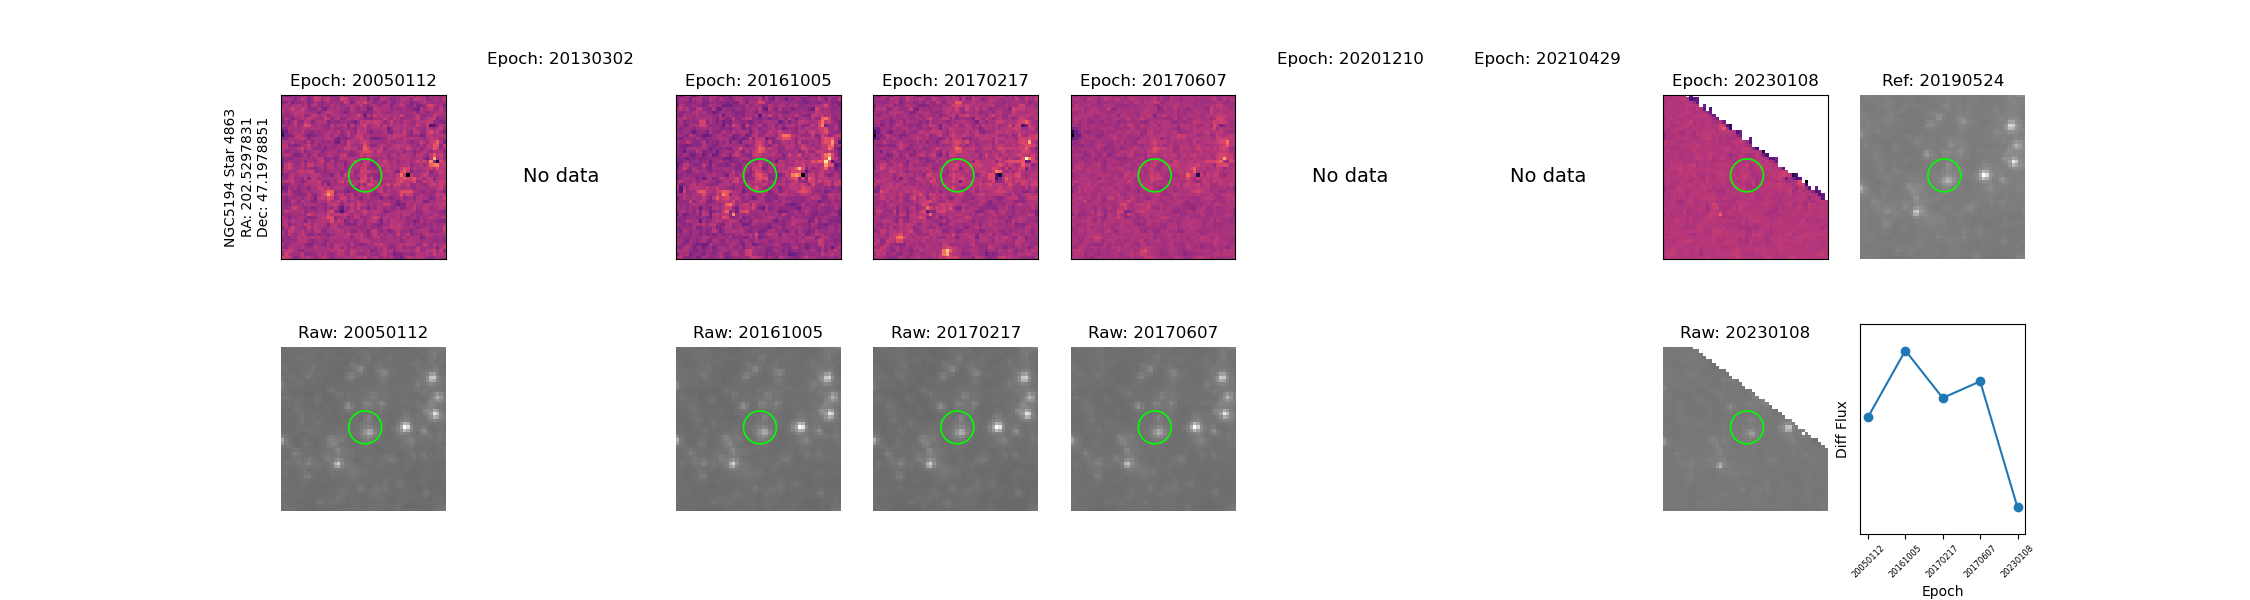 Epoch: 20130302
Epoch: 20201210
Epoch: 20210429
Epoch: 20050112
Epoch: 20161005
Epoch: 20170217
Epoch: 20170607
Epoch: 20230108
Ref: 20190524
NGC5194 Star 4863
RA: 202.5297831
Dec: 47.1978851
No data
No data
No data
Raw: 20050112
Raw: 20161005
Raw: 20170217
Raw: 20170607
Raw: 20230108
Diff Flux
20050112
20161005
20170217
20170607
20230108
Epoch